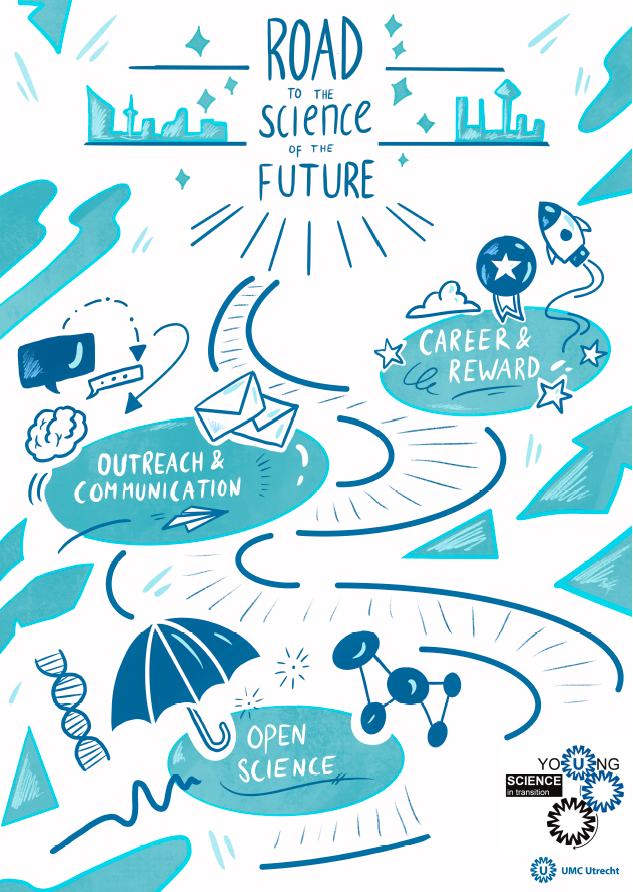 ROAD
TO THE
SCIENCE
OF THE
FUTURE
CAREER &
REWARD
OUTREACH &
COMMUNICATION
OPEN
SCIENCE
YOUNG
SCIENCE
in transition
U
UMC Utrecht